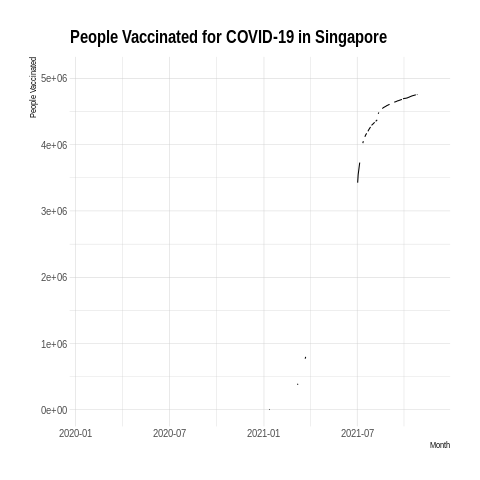 People Vaccinated for COVID-19 in Singapore
People Vaccinated
5e+06
4e+06
3e+06
2e+06
1e+06
0e+00
2020-01 2020-07 2021-01 2021-07
Month